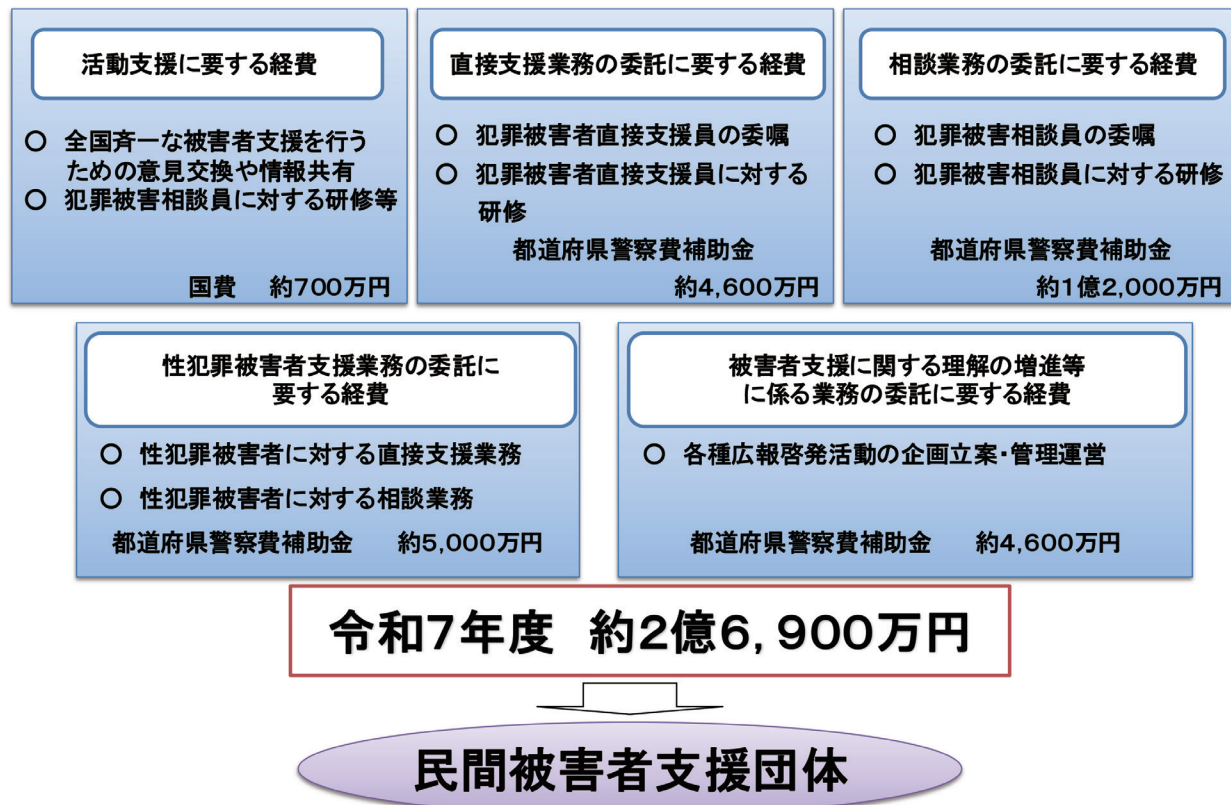 活動支援に要する経費
○ 全国斉一な被害者支援を行う
ための意見交換や情報共有
○ 犯罪被害相談員に対する研修等
国費 約700万円
直接支援業務の委託に要する経費
○ 犯罪被害者直接支援員の委嘱
○ 犯罪被害者直接支援員に対する
研修
都道府県警察費補助金
約4,600万円
相談業務の委託に要する経費
○ 犯罪被害相談員の委嘱
○ 犯罪被害相談員に対する研修
都道府県警察費補助金
約1億2,000万円
性犯罪被害者支援業務の委託に
要する経費
○ 性犯罪被害者に対する直接支援業務
○ 性犯罪被害者に対する相談業務
都道府県警察費補助金 約5,000万円
被害者支援に関する理解の増進等
に係る業務の委託に要する経費
○ 各種広報啓発活動の企画立案・管理運営
都道府県警察費補助金 約4,600万円
令和7年度 約2億6,900万円
民間被害者支援団体